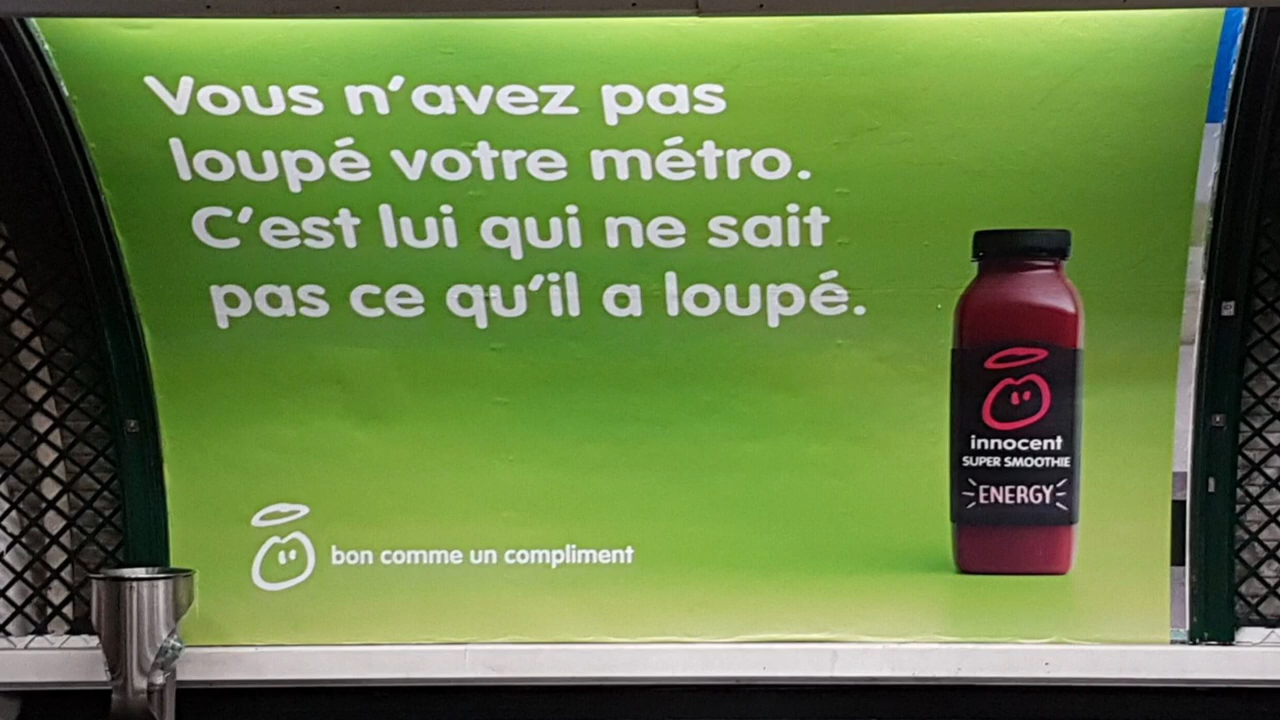 Vous n'avez pas
loupé votre métro.
C'est lui qui ne sait
pas ce qu'il a loupé.
innocent
SUPER SMOOTHIE
ENERGY
bon comme un compliment